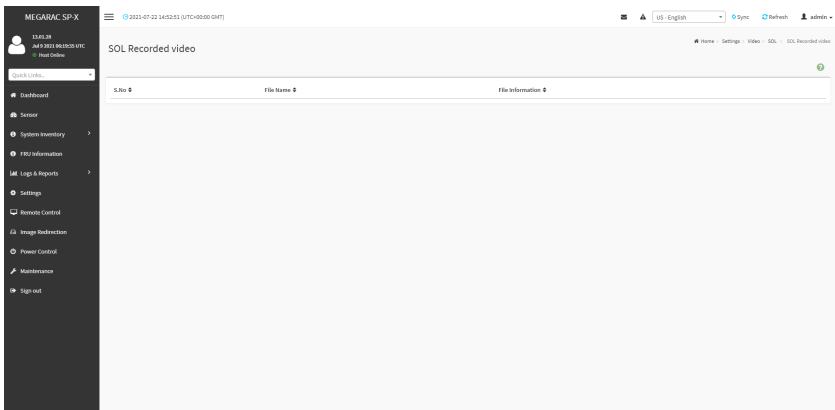 MEGARAC SP-X
2021-07-22 14:52:51 (UTC+00:00 GMT)
US - English
Sync
Refresh
admin
13.01.28
Jul 9 2021 06:19:35 UTC
Host Online
Quick Links...
Dashboard
Sensor
System Inventory
FRU Information
Logs & Reports
Settings
Remote Control
Image Redirection
Power Control
Maintenance
Sign out
SOL Recorded video
Home > Settings > Video > SOL > SOL Recorded video
S.No
File Name
File Information